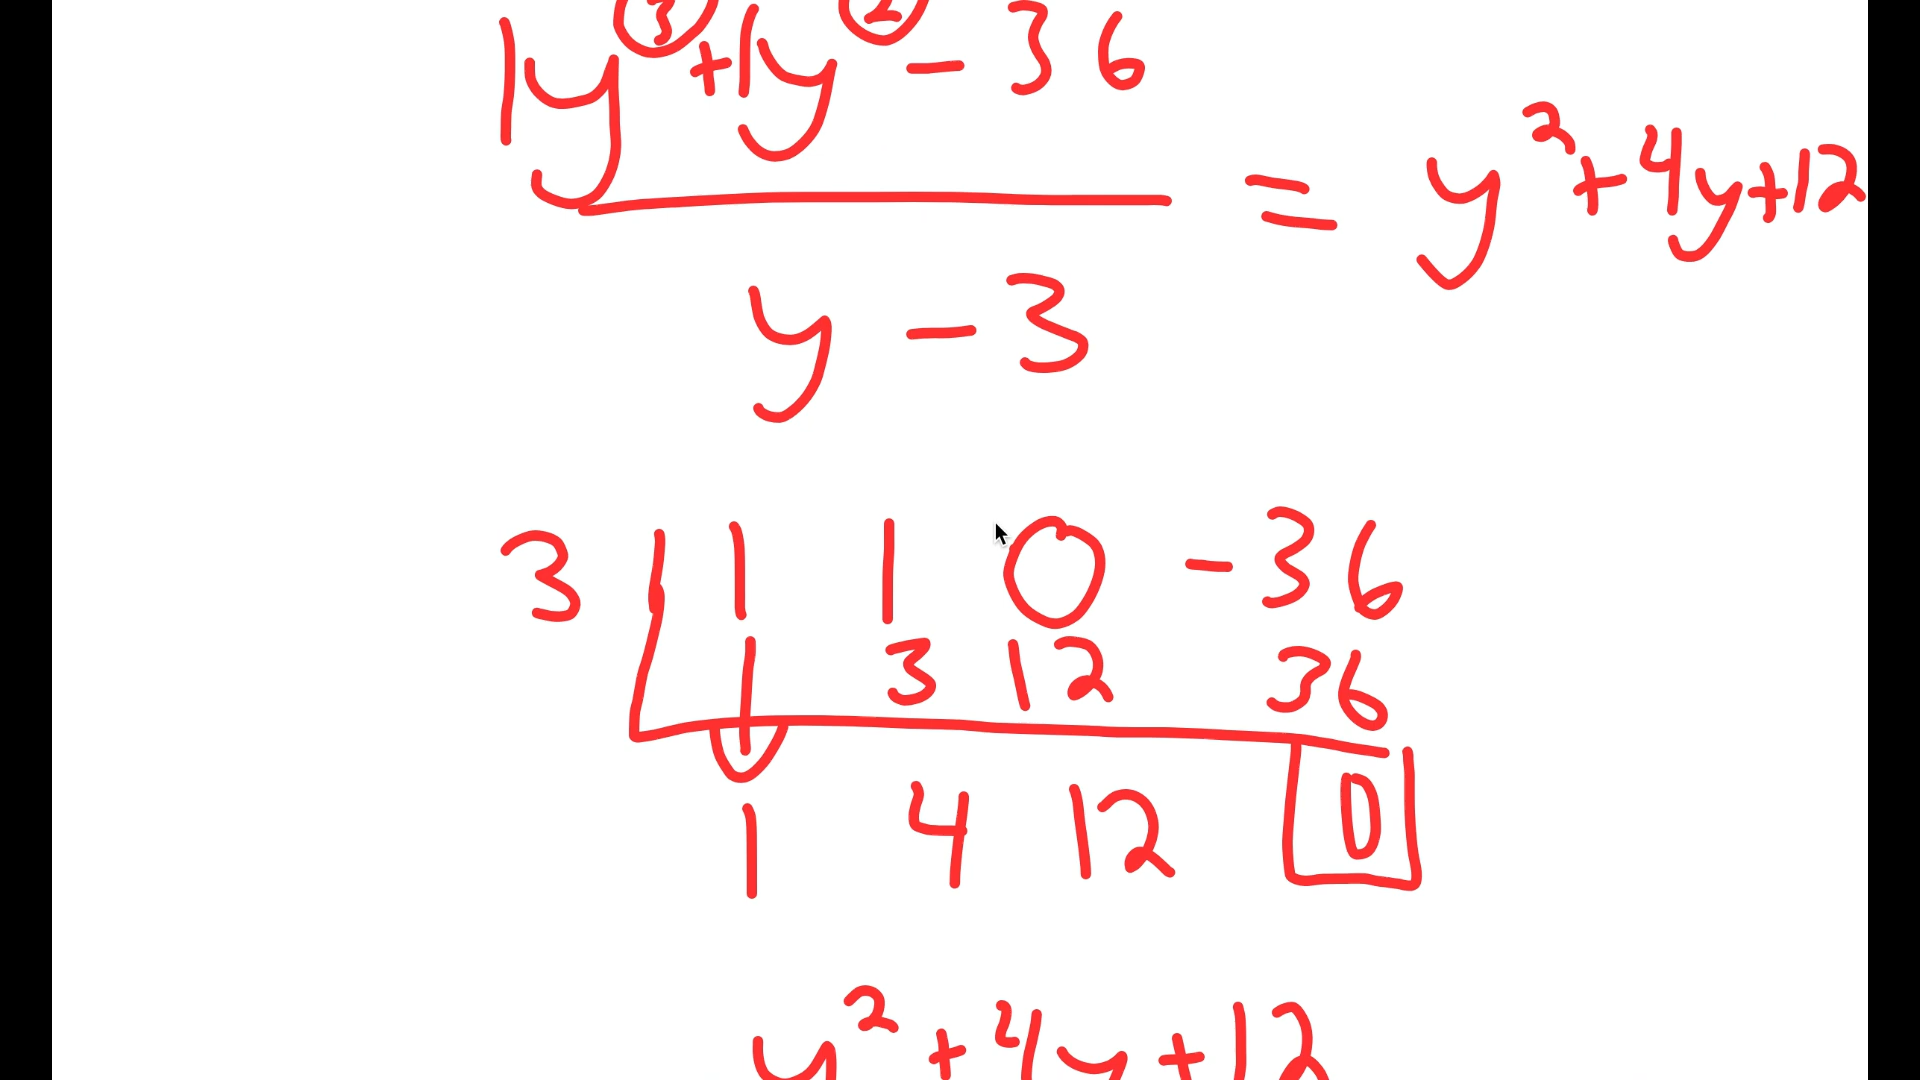 1y³ + 1y² - 36
y - 3
= y² + 4y + 12
3 1 1 0 -36
3 12 36
1 4 12 0
y² + 4y + 12